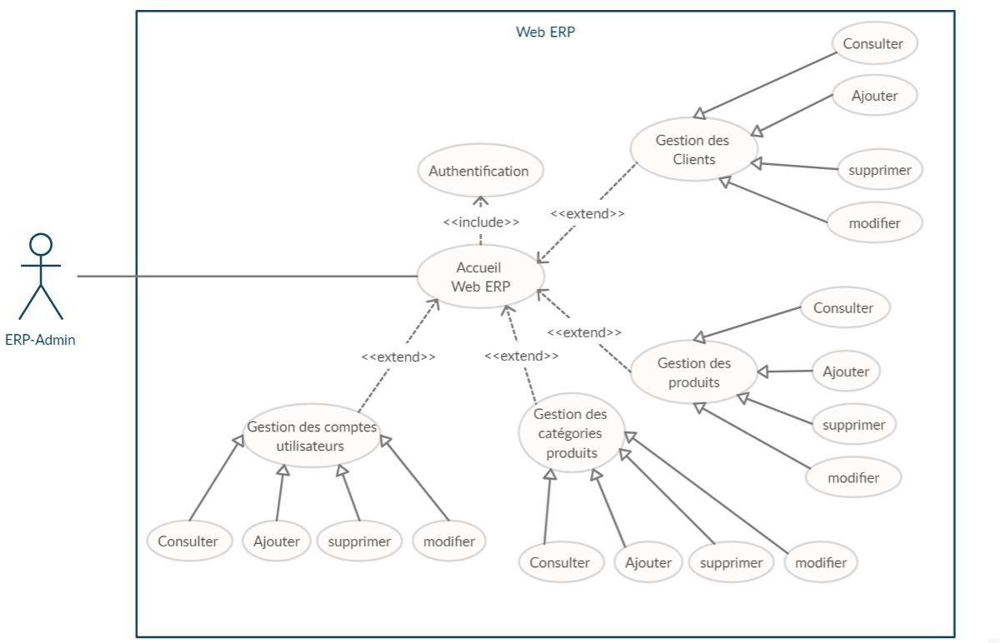 Web ERP
Consulter
Ajouter
Gestion des
Clients
supprimer
modifier
Authentification
<<include>>
<<extend>>
Accueil
Web ERP
ERP-Admin
Consulter
<<extend>>
Gestion des
produits
Ajouter
supprimer
modifier
<<extend>>
<<extend>>
Gestion des comptes
utilisateurs
Gestion des
catégories
produits
Consulter
Ajouter
supprimer
modifier
Consulter
Ajouter
supprimer
modifier